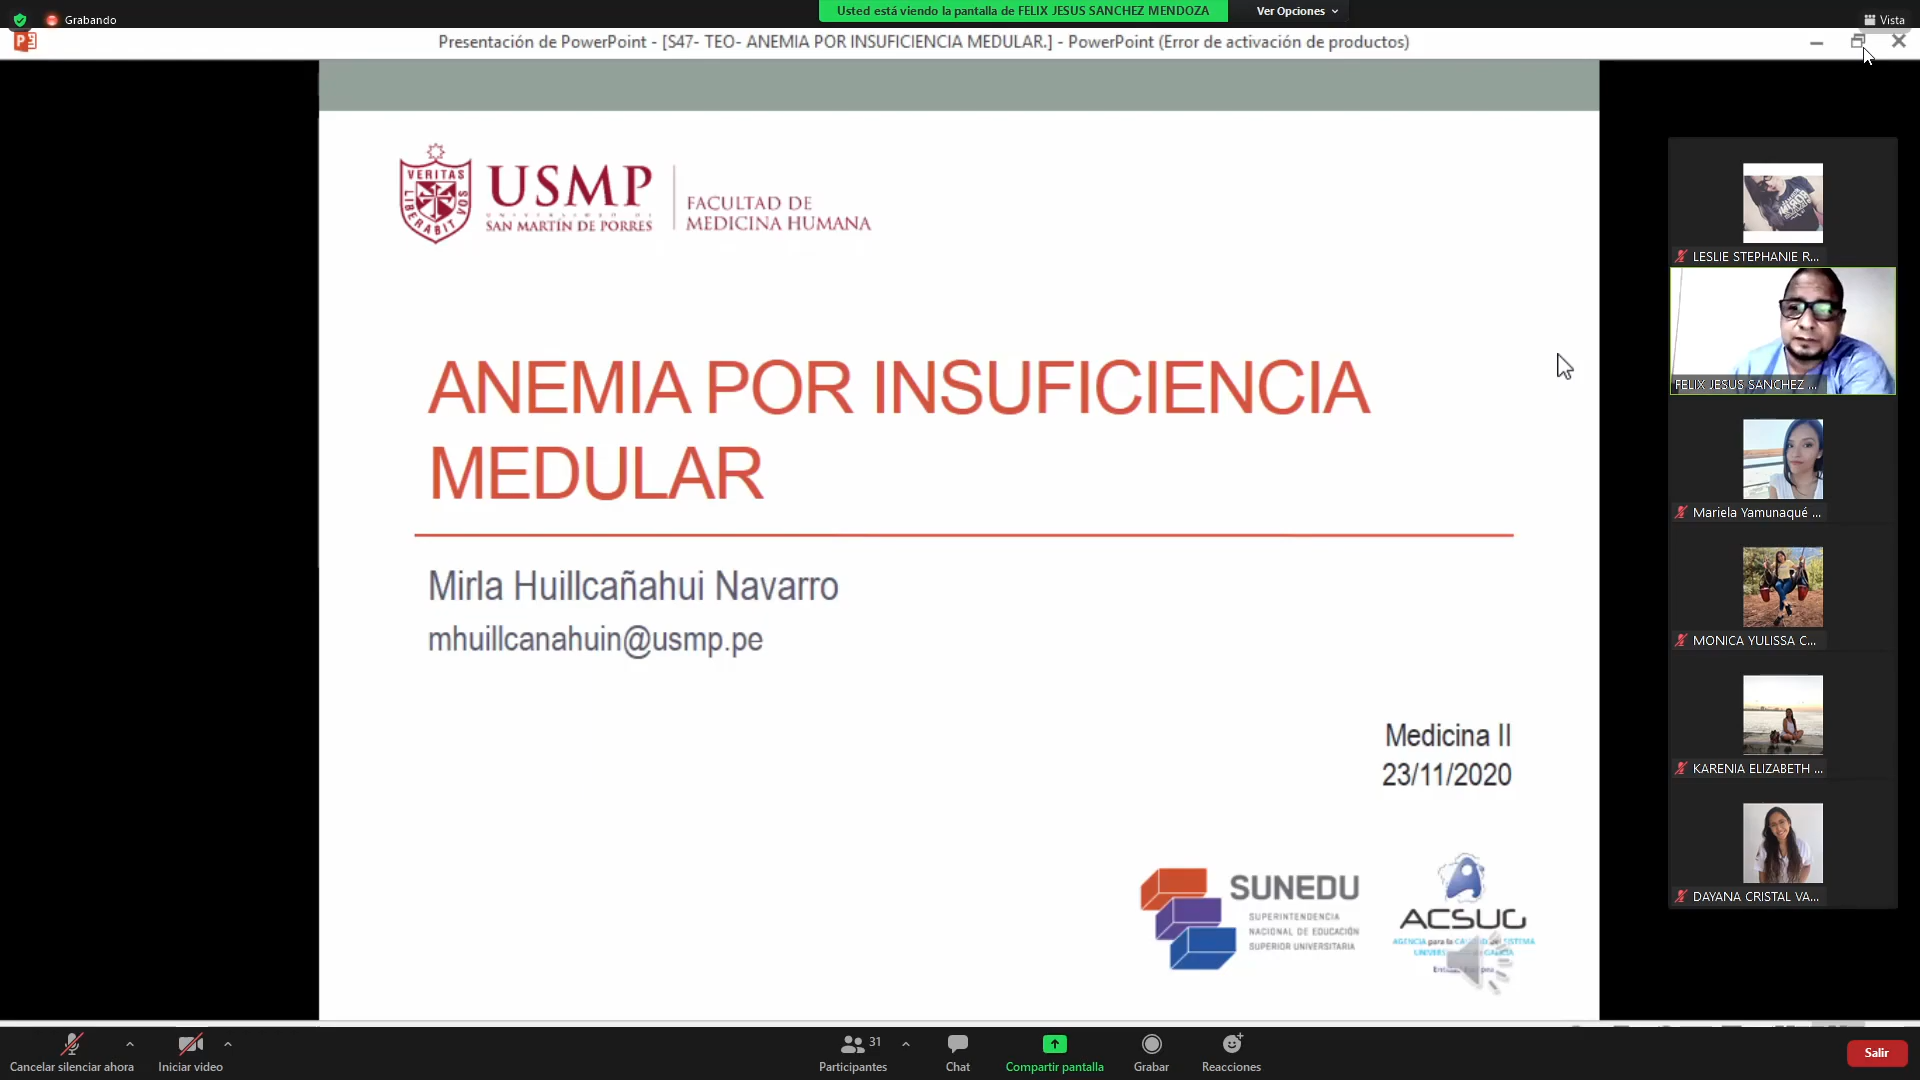 Grabando
Usted está viendo la pantalla de FELIX JESUS SANCHEZ MENDOZA
Ver Opciones
Vista
Presentación de PowerPoint - [S47- TEO- ANEMIA POR INSUFICIENCIA MEDULAR.] - PowerPoint (Error de activación de productos)
VERITAS
LIBERABIT VOS
USMP
SAN MARTÍN DE PORRES
FACULTAD DE
MEDICINA HUMANA
ANEMIA POR INSUFICIENCIA
MEDULAR
Mirla Huillcañahui Navarro
mhuillcanahuin@usmp.pe
Medicina II
23/11/2020
SUNEDU
SUPERINTENDENCIA
NACIONAL DE EDUCACIÓN
SUPERIOR UNIVERSITARIA
ACSUG
AGENCIA para la
LESLIE STEPHANIE R...
FELIX JESUS SANCHEZ ...
Mariela Yamunaqué ...
MONICA YULISSA C...
KARENIA ELIZABETH ...
DAYANA CRISTAL VA...
Cancelar silenciar ahora
Iniciar video
31
Participantes
Chat
Compartir pantalla
Grabar
Reacciones
Salir